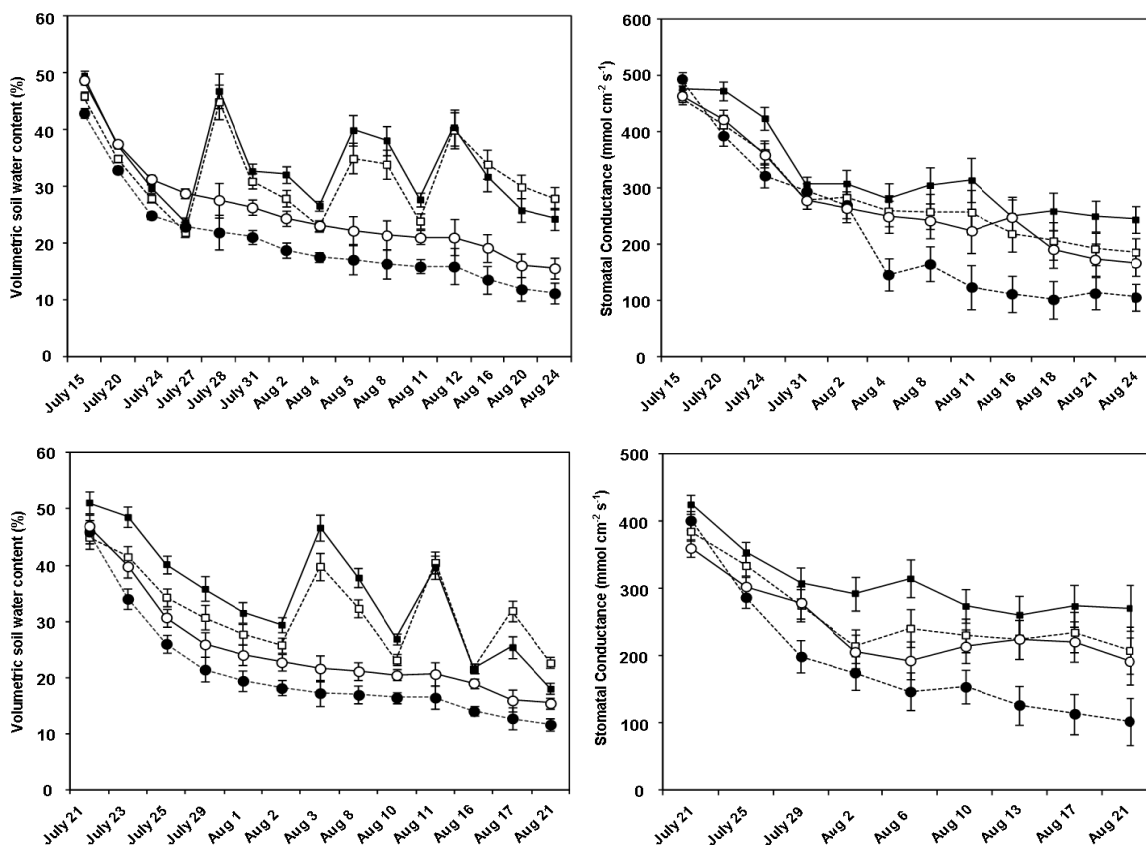 Volumetric soil water content (%)
60
50
40
30
20
10
0
July 15
July 20
July 24
July 27
July 28
July 31
Aug 2
Aug 4
Aug 5
Aug 8
Aug 11
Aug 12
Aug 16
Aug 20
Aug 24
Stomatal Conductance (mmol cm⁻² s⁻¹)
600
500
400
300
200
100
0
July 15
July 20
July 24
July 31
Aug 2
Aug 4
Aug 8
Aug 11
Aug 16
Aug 18
Aug 21
Aug 24
Volumetric soil water content (%)
60
50
40
30
20
10
0
July 21
July 23
July 25
July 29
Aug 1
Aug 2
Aug 3
Aug 8
Aug 10
Aug 11
Aug 16
Aug 17
Aug 21
Stomatal Conductance (mmol cm⁻² s⁻¹)
500
400
300
200
100
0
July 21
July 25
July 29
Aug 2
Aug 6
Aug 10
Aug 13
Aug 17
Aug 21